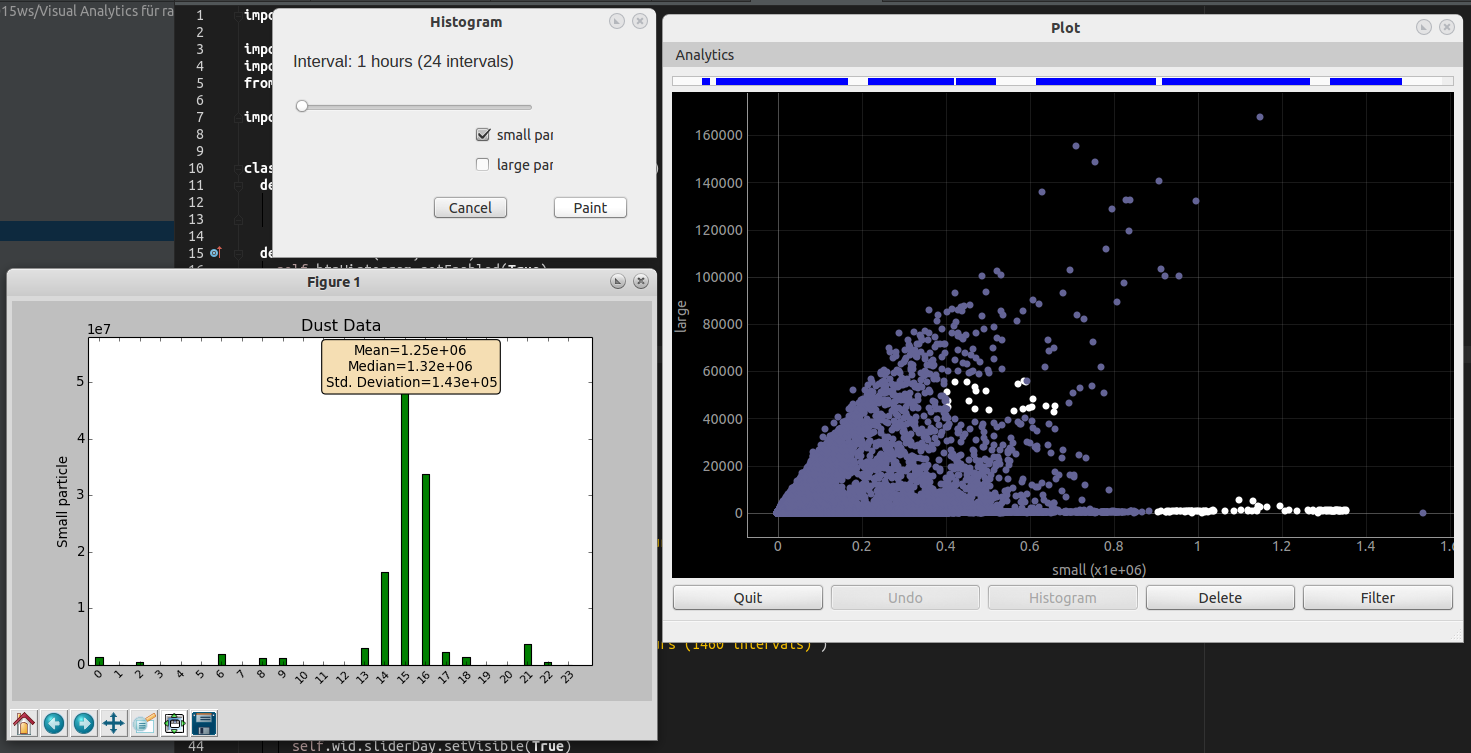 15ws/Visual Analytics für ra
1 impo
2
3 impo
4 impo
5 from
6
7 impo
8
9
10 clas
11 de
12
13
14
15 de
44 self.wid.sliderDay.setVisible(True)
rs (1460 intervals)')
Histogram
Interval: 1 hours (24 intervals)
small par
large par
Cancel
Paint
Figure 1
Dust Data
1e7
Mean=1.25e+06
Median=1.32e+06
Std. Deviation=1.43e+05
Small particle
5
4
3
2
1
0
0 1 2 3 4 5 6 7 8 9 10 11 12 13 14 15 16 17 18 19 20 21 22 23
Plot
Analytics
large
160000
140000
120000
100000
80000
60000
40000
20000
0
0 0.2 0.4 0.6 0.8 1 1.2 1.4 1.6
small (x1e+06)
Quit
Undo
Histogram
Delete
Filter